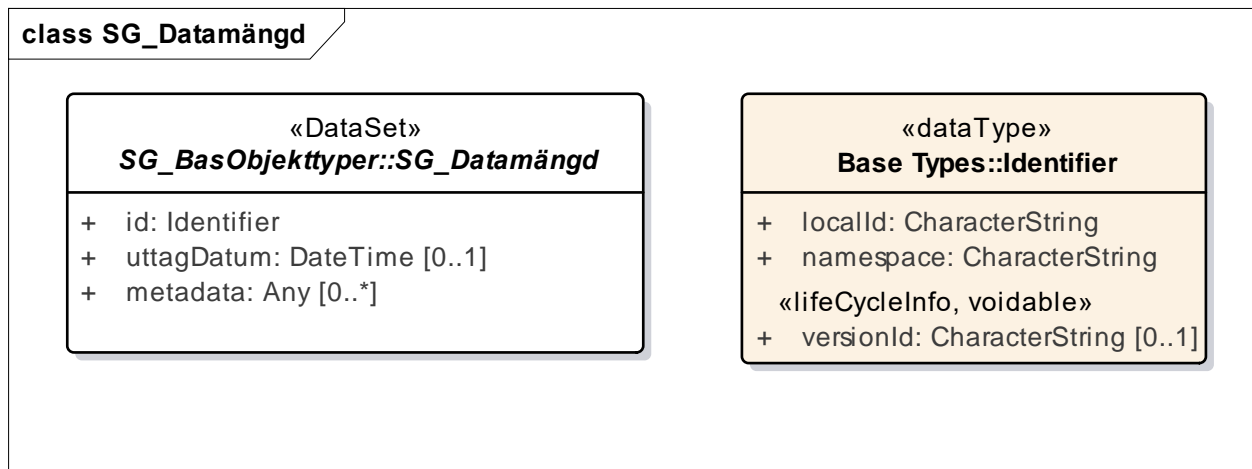 class SG_Datamängd
«DataSet»
SG_BasObjekttyper::SG_Datamängd
+ id: Identifier
+ uttagDatum: DateTime [0..1]
+ metadata: Any [0..*]
«dataType»
Base Types::Identifier
+ localId: CharacterString
+ namespace: CharacterString
«lifeCycleInfo, voidable»
+ versionId: CharacterString [0..1]